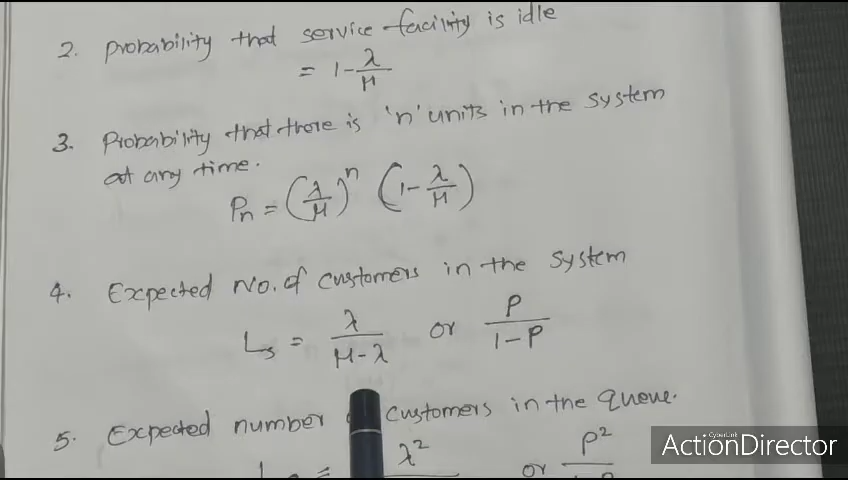 2. Probability that service facility is idle
= 1 - λ/μ
3. Probability that there is 'n' units in the system
at any time.
Pn = (λ/μ)^n (1 - λ/μ)
4. Expected No. of customers in the system
Ls = λ/(μ-λ) or P/(1-P)
5. Expected number customers in the queue.
λ² or P²
CyberLink
ActionDirector